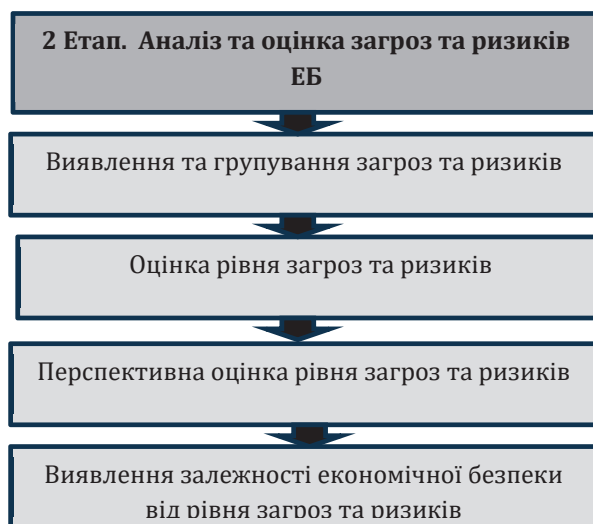 2 Етап. Аналіз та оцінка загроз та ризиків
ЕБ
Виявлення та групування загроз та ризиків
Оцінка рівня загроз та ризиків
Перспективна оцінка рівня загроз та ризиків
Виявлення залежності економічної безпеки
від рівня загроз та ризиків